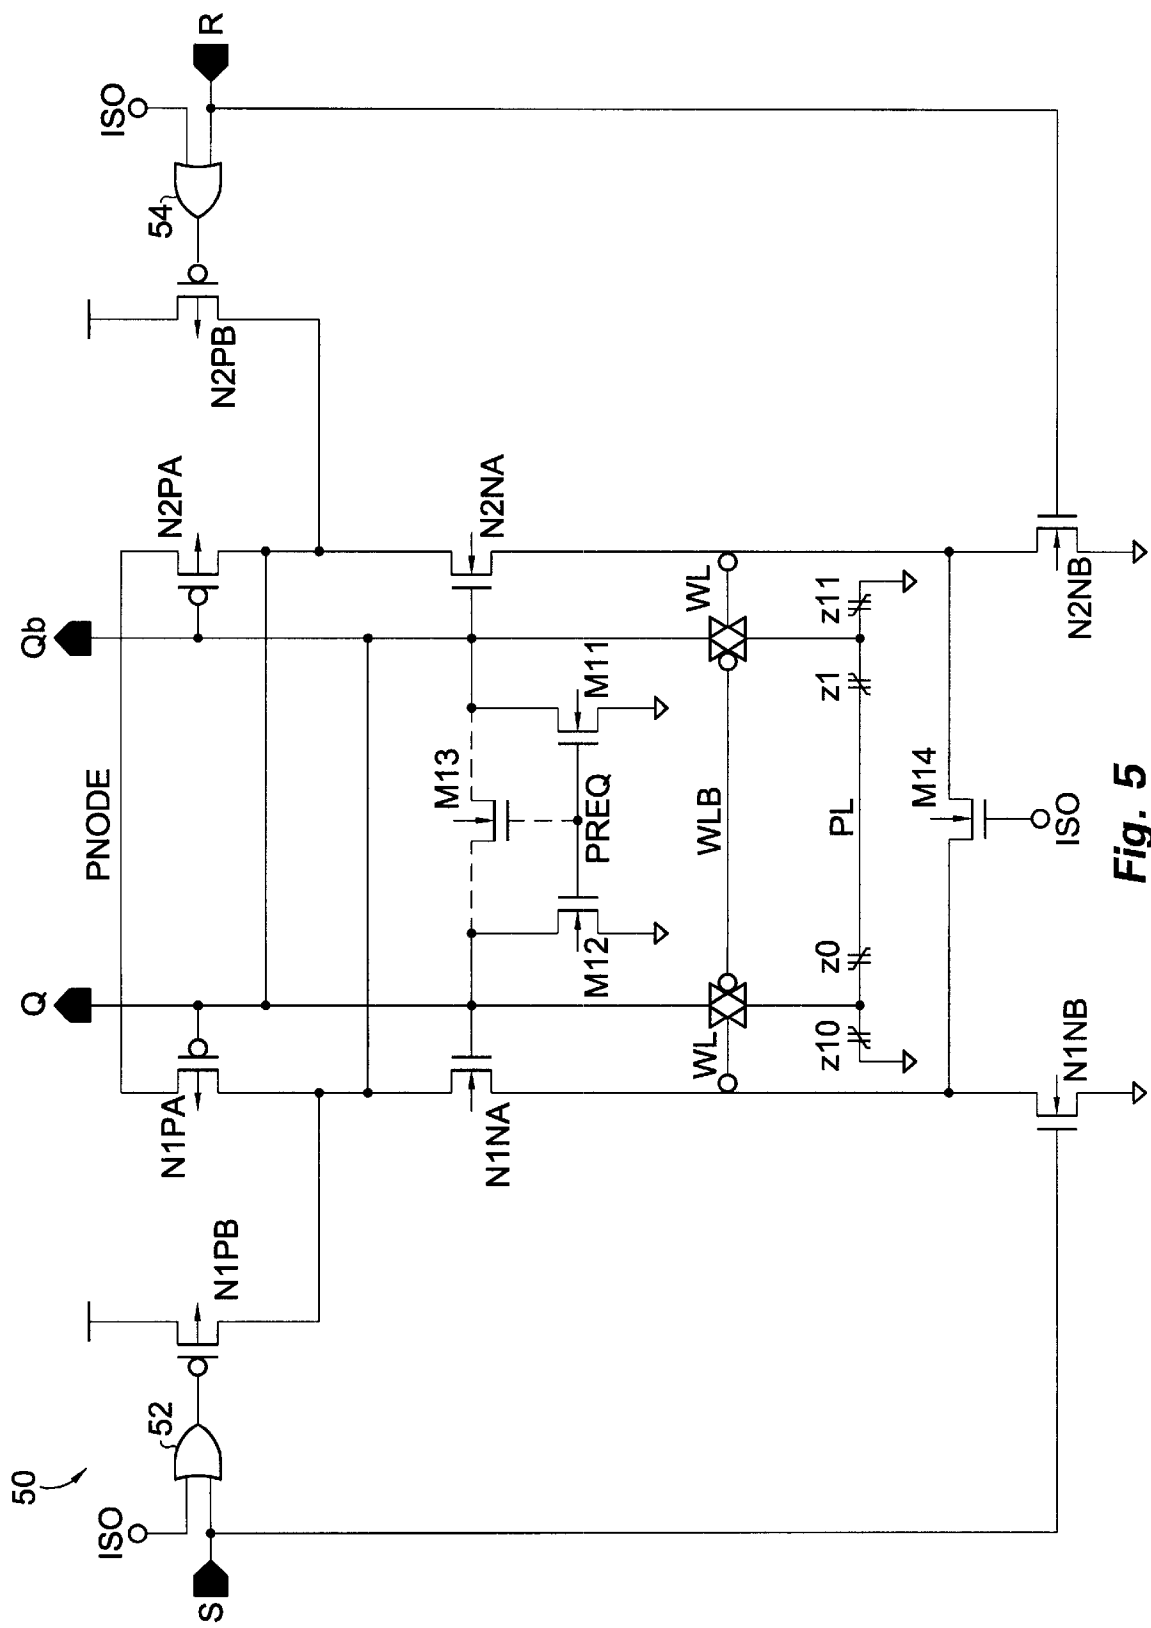 50
S
ISO
52
N1PB
N1PA
PNODE
Q
Qb
N2PA
N2PB
54
ISO
R
N1NA
M12
M13
PREQ
M11
N2NA
WL
WLB
WL
z10
z0
PL
z1
z11
N1NB
M14
ISO
N2NB
Fig. 5